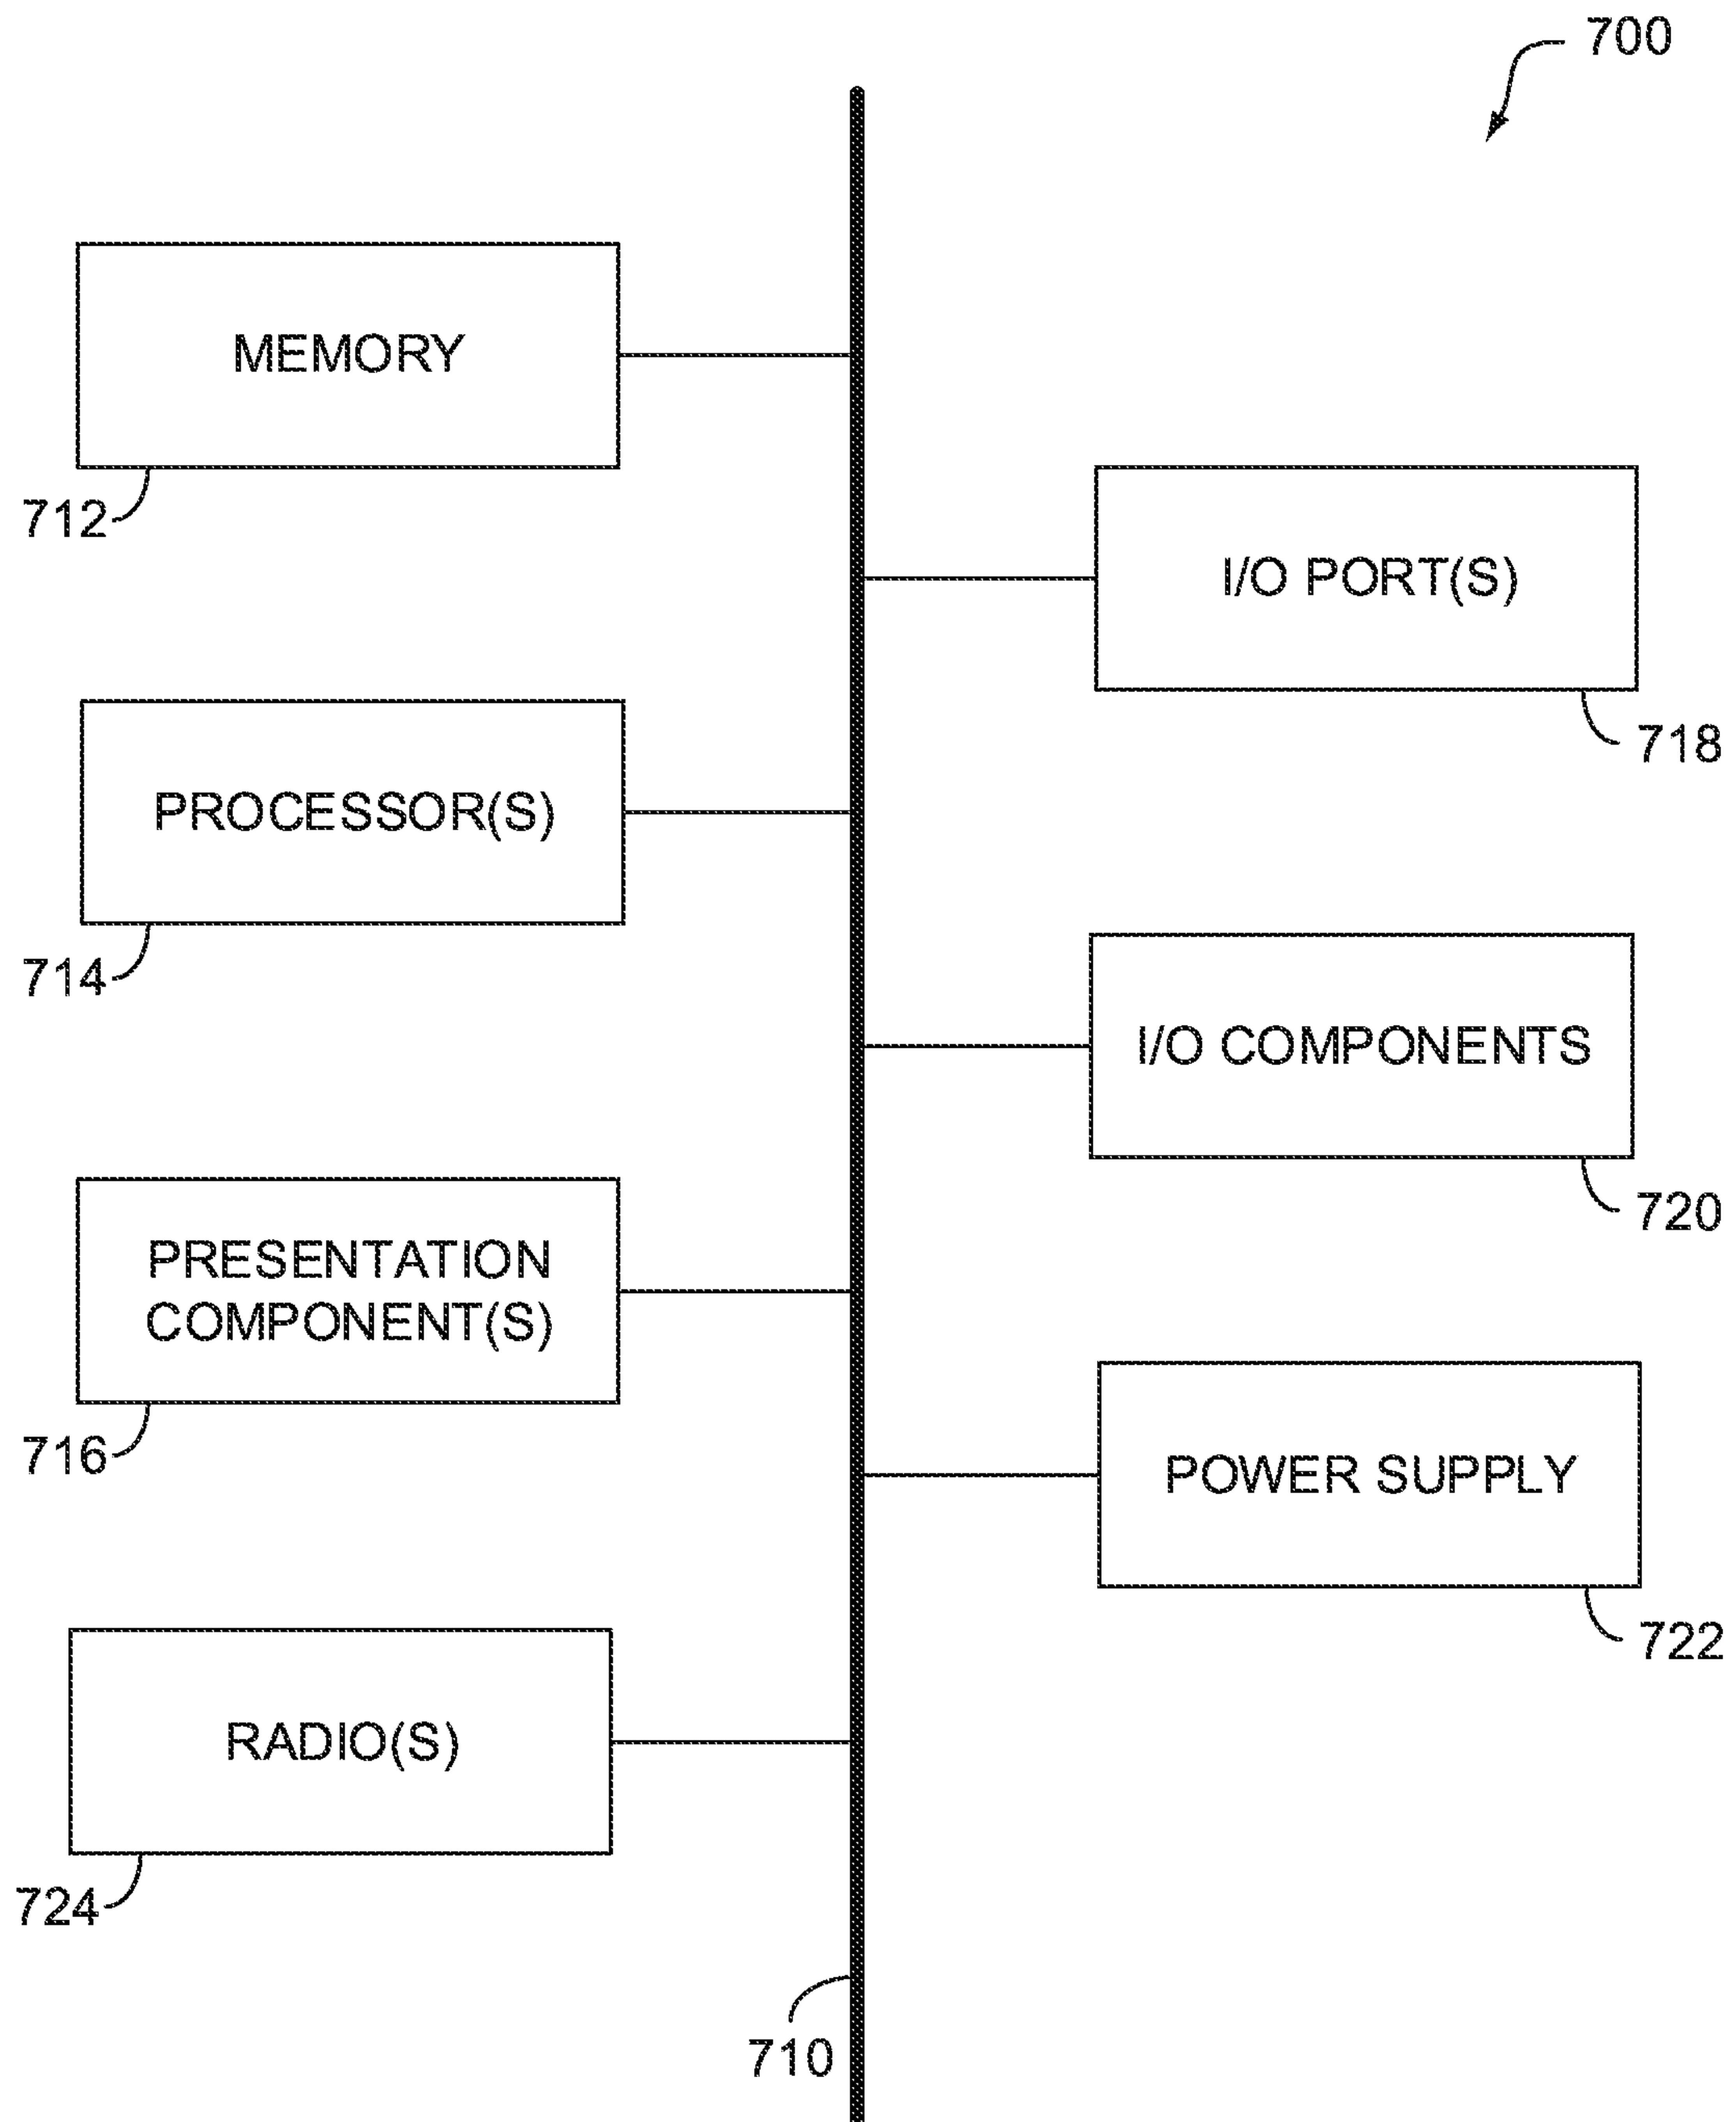 700
MEMORY
712
I/O PORT(S)
718
PROCESSOR(S)
714
I/O COMPONENTS
720
PRESENTATION
COMPONENT(S)
716
POWER SUPPLY
722
RADIO(S)
724
710